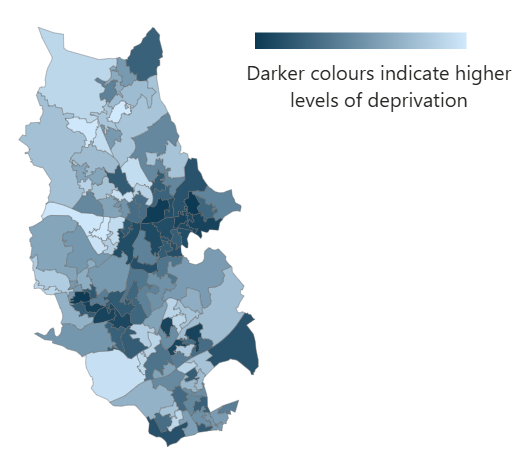 Darker colours indicate higher
levels of deprivation